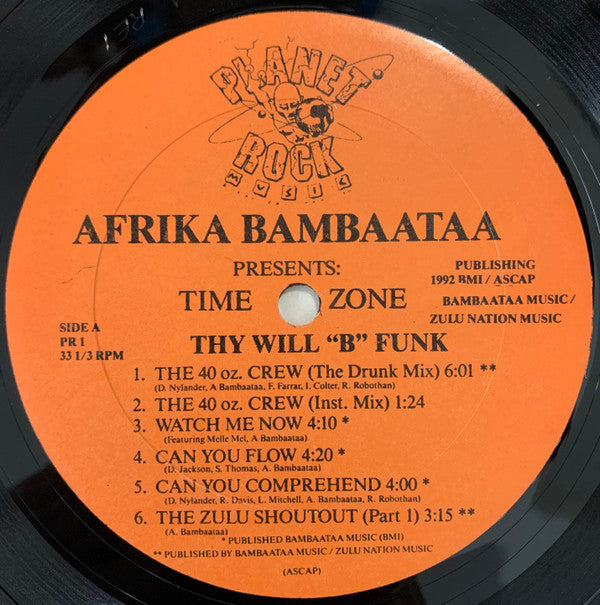 PLANET
ROCK
MUSIC
AFRIKA BAMBAATAA
PRESENTS:
TIME ZONE
PUBLISHING
1992 BMI / ASCAP
BAMBAATAA MUSIC /
ZULU NATION MUSIC
SIDE A
PR 1
33 1/3 RPM
THY WILL "B" FUNK
1. THE 40 oz. CREW (The Drunk Mix) 6:01 **
(D. Nylander, A Bambaataa, F. Farrat, I. Colter, R. Robothan)
2. THE 40 oz. CREW (Inst. Mix) 1:24
3. WATCH ME NOW 4:10 *
(Featuring Melle Mel, A Bambaataa)
4. CAN YOU FLOW 4:20 *
(D. Jackson, S. Thomas, A. Bambaataa)
5. CAN YOU COMPREHEND 4:00 *
(D. Nylander, R. Davis, L. Mitchell, A. Bambaataa, R. Robothan)
6. THE ZULU SHOUTOUT (Part 1) 3:15 **
(A. Bambaataa)
* PUBLISHED BAMBAATAA MUSIC (BMI)
** PUBLISHED BY BAMBAATAA MUSIC / ZULU NATION MUSIC
(ASCAP)